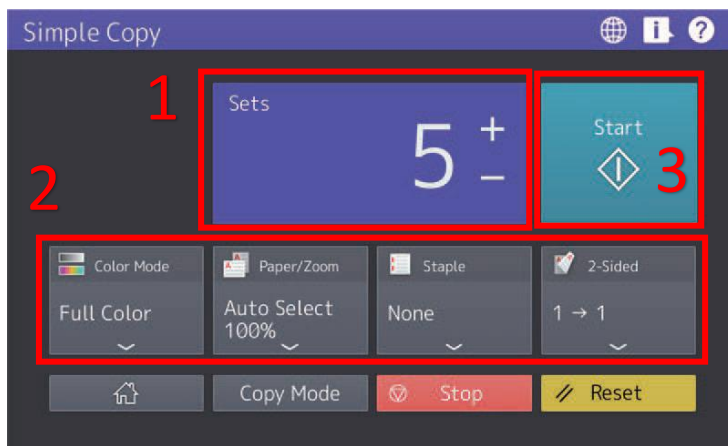 Simple Copy
1
Sets
5 + −
Start
3
2
Color Mode
Full Color
Paper/Zoom
Auto Select
100%
Staple
None
2-Sided
1 → 1
Copy Mode
Stop
Reset